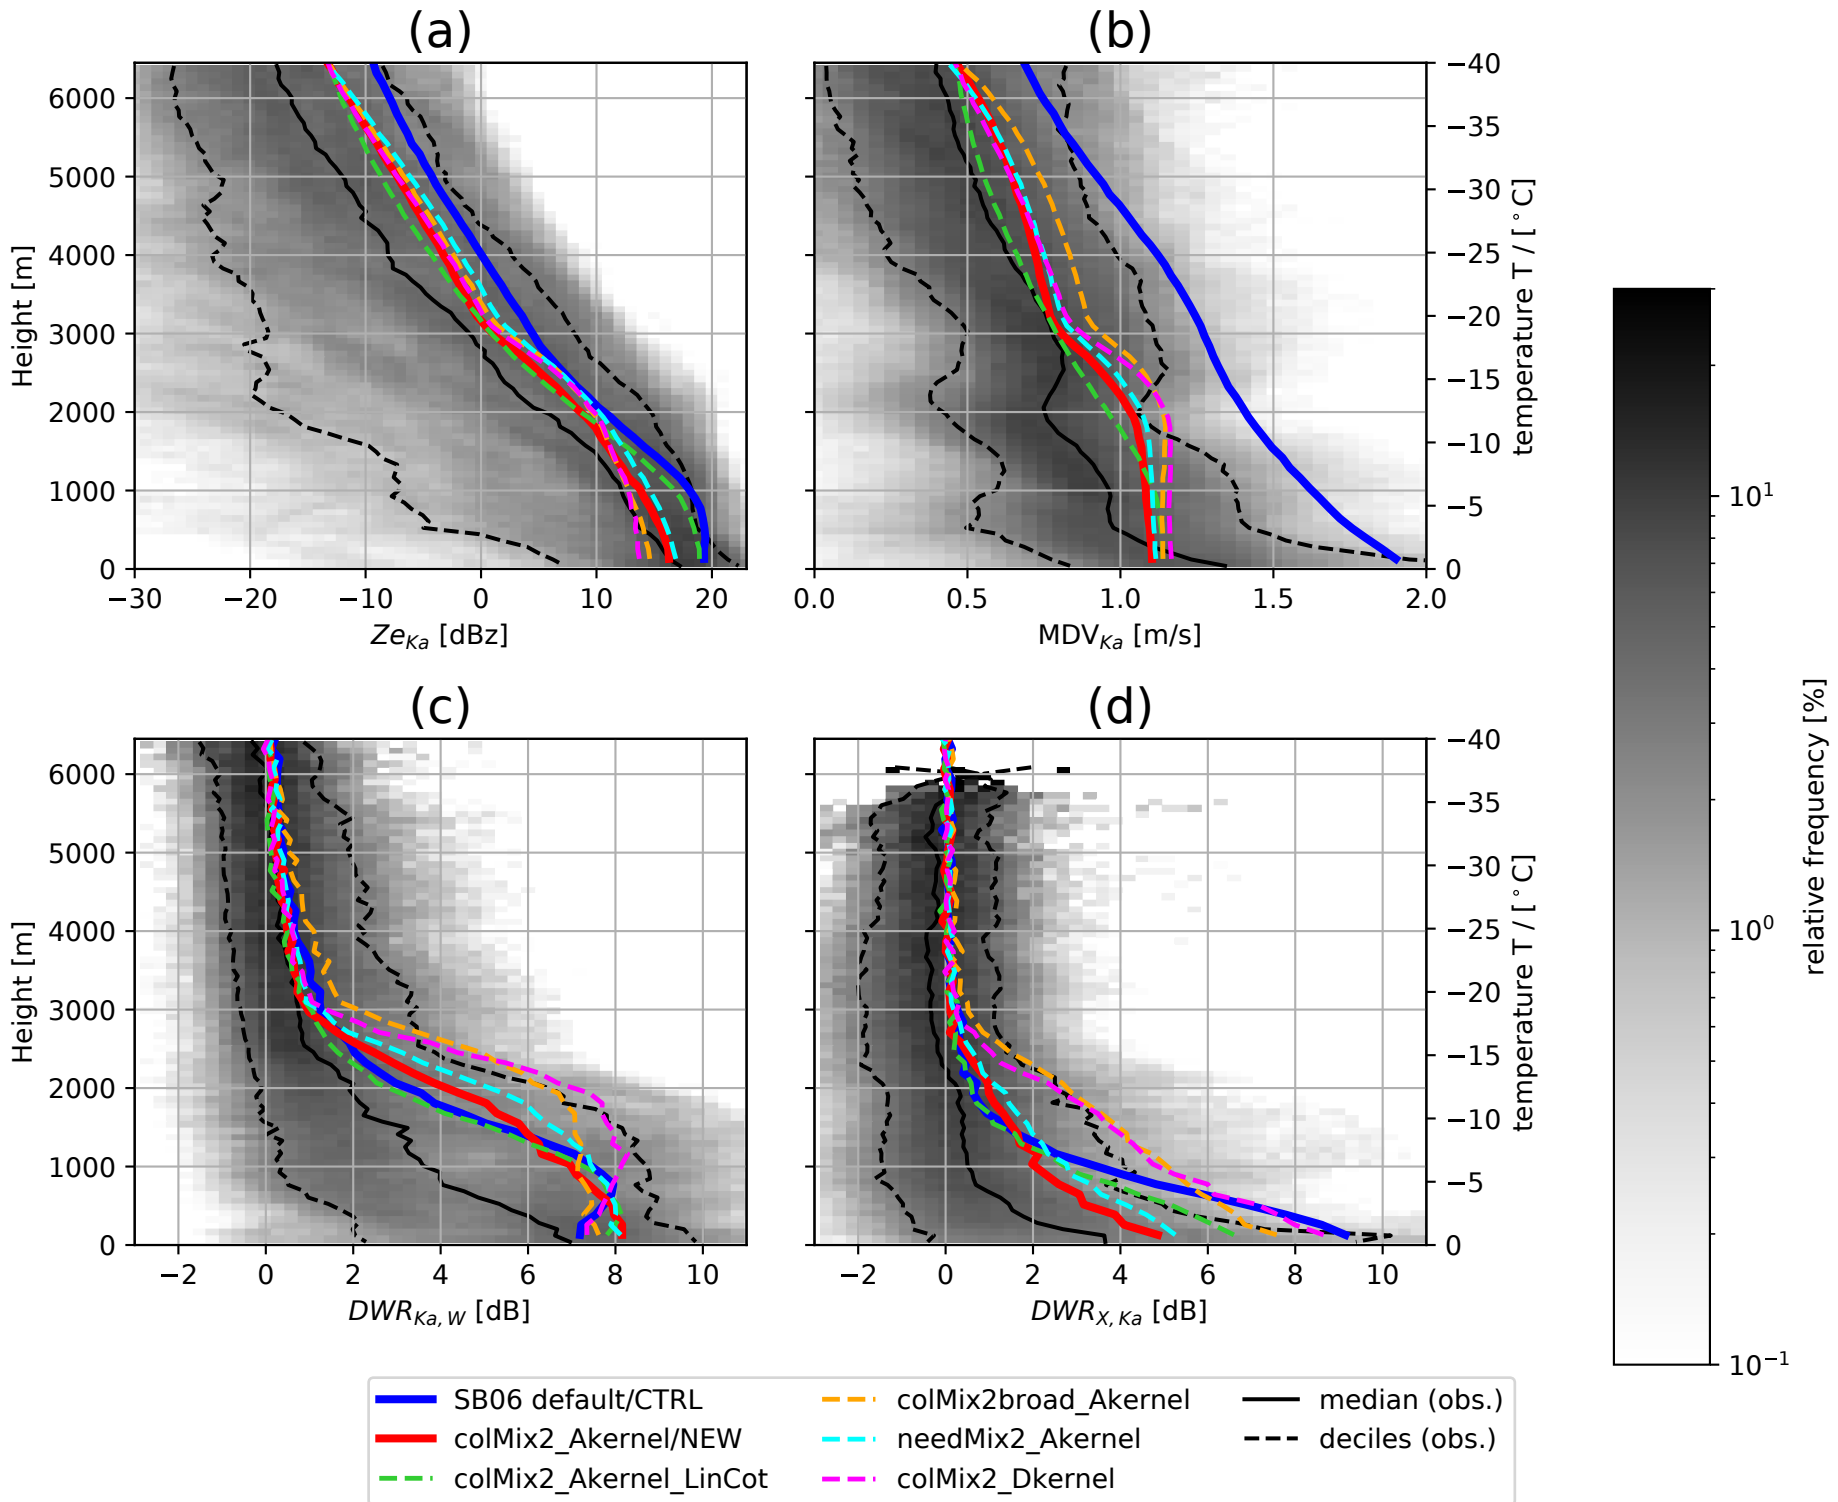 (a)
(b)
6000
5000
4000
3000
2000
1000
0
Height [m]
−30
−20
−10
0
10
20
Ze_Ka [dBz]
0.0
0.5
1.0
1.5
2.0
MDV_Ka [m/s]
−40
−35
−30
−25
−20
−15
−10
−5
0
temperature T / [°C]
(c)
(d)
6000
5000
4000
3000
2000
1000
0
Height [m]
−2
0
2
4
6
8
10
DWR_Ka, W [dB]
−2
0
2
4
6
8
10
DWR_X, Ka [dB]
−40
−35
−30
−25
−20
−15
−10
−5
0
temperature T / [°C]
10¹
10⁰
10⁻¹
relative frequency [%]
SB06 default/CTRL
colMix2_Akernel/NEW
colMix2_Akernel_LinCot
colMix2broad_Akernel
needMix2_Akernel
colMix2_Dkernel
median (obs.)
deciles (obs.)